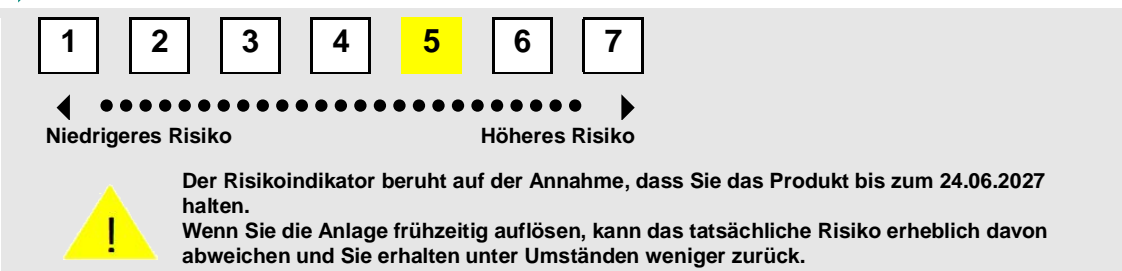 1 2 3 4 5 6 7
Niedrigeres Risiko Höheres Risiko
Der Risikoindikator beruht auf der Annahme, dass Sie das Produkt bis zum 24.06.2027
halten.
!
Wenn Sie die Anlage frühzeitig auflösen, kann das tatsächliche Risiko erheblich davon
abweichen und Sie erhalten unter Umständen weniger zurück.